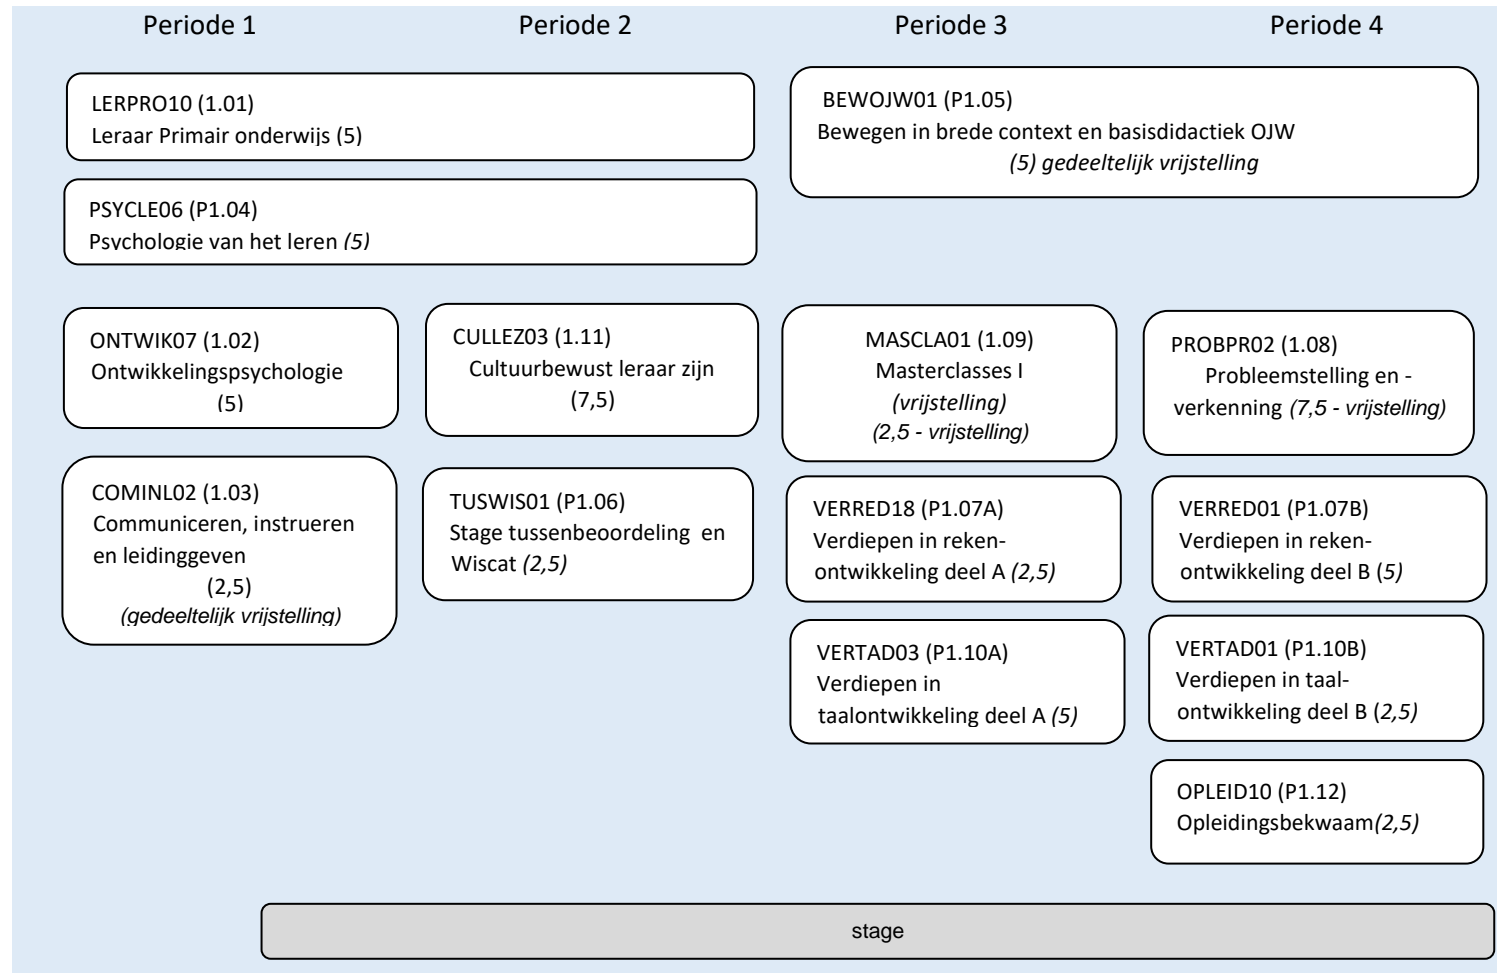 Periode 1
Periode 2
Periode 3
Periode 4
LERPRO10 (1.01)
Leraar Primair onderwijs (5)
BEWOJW01 (P1.05)
Bewegen in brede context en basisdidactiek OJW
(5) gedeeltelijk vrijstelling
PSYCLE06 (P1.04)
Psychologie van het leren (5)
ONTWIK07 (1.02)
Ontwikkelingspsychologie
(5)
CULLEZ03 (1.11)
Cultuurbewust leraar zijn
(7,5)
MASCLA01 (1.09)
Masterclasses I
(vrijstelling)
(2,5 - vrijstelling)
PROBPR02 (1.08)
Probleemstelling en -
verkenning (7,5 - vrijstelling)
COMINL02 (1.03)
Communiceren, instrueren
en leidinggeven
(2,5)
(gedeeltelijk vrijstelling)
TUSWIS01 (P1.06)
Stage tussenbeoordeling en
Wiscat (2,5)
VERRED18 (P1.07A)
Verdiepen in reken-
ontwikkeling deel A (2,5)
VERRED01 (P1.07B)
Verdiepen in reken-
ontwikkeling deel B (5)
VERTAD03 (P1.10A)
Verdiepen in
taalontwikkeling deel A (5)
VERTAD01 (P1.10B)
Verdiepen in taal-
ontwikkeling deel B (2,5)
OPLEID10 (P1.12)
Opleidingsbekwaam(2,5)
stage